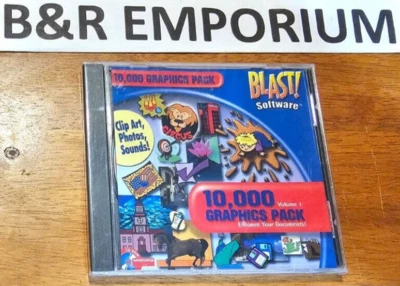 B&R EMPORIUM
10,000 GRAPHICS PACK
BLAST!
Software
Clip Art,
Photos,
Sounds!
CIRCUS
10,000 Volume 1
GRAPHICS PACK
Enhance Your Documents!